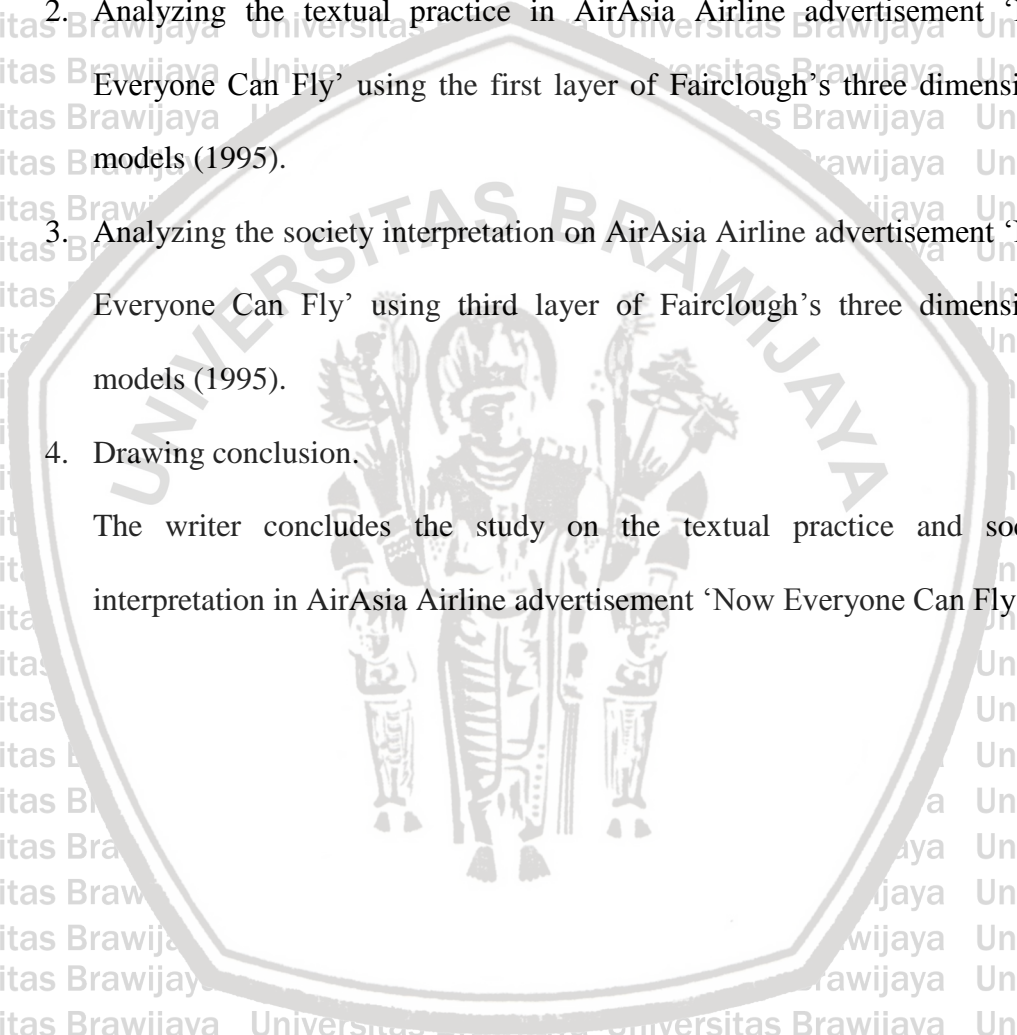 2. Analyzing the textual practice in AirAsia Airline advertisement
Everyone Can Fly’ using the first layer of Fairclough’s three
models (1995).
3. Analyzing the society interpretation on AirAsia Airline advertisement
Everyone Can Fly’ using third layer of Fairclough’s three
models (1995).
4. Drawing conclusion.
The writer concludes the study on the textual practice and
interpretation in AirAsia Airline advertisement ‘Now Everyone Can Fly
UNIVERSITAS BRAWIJAYA